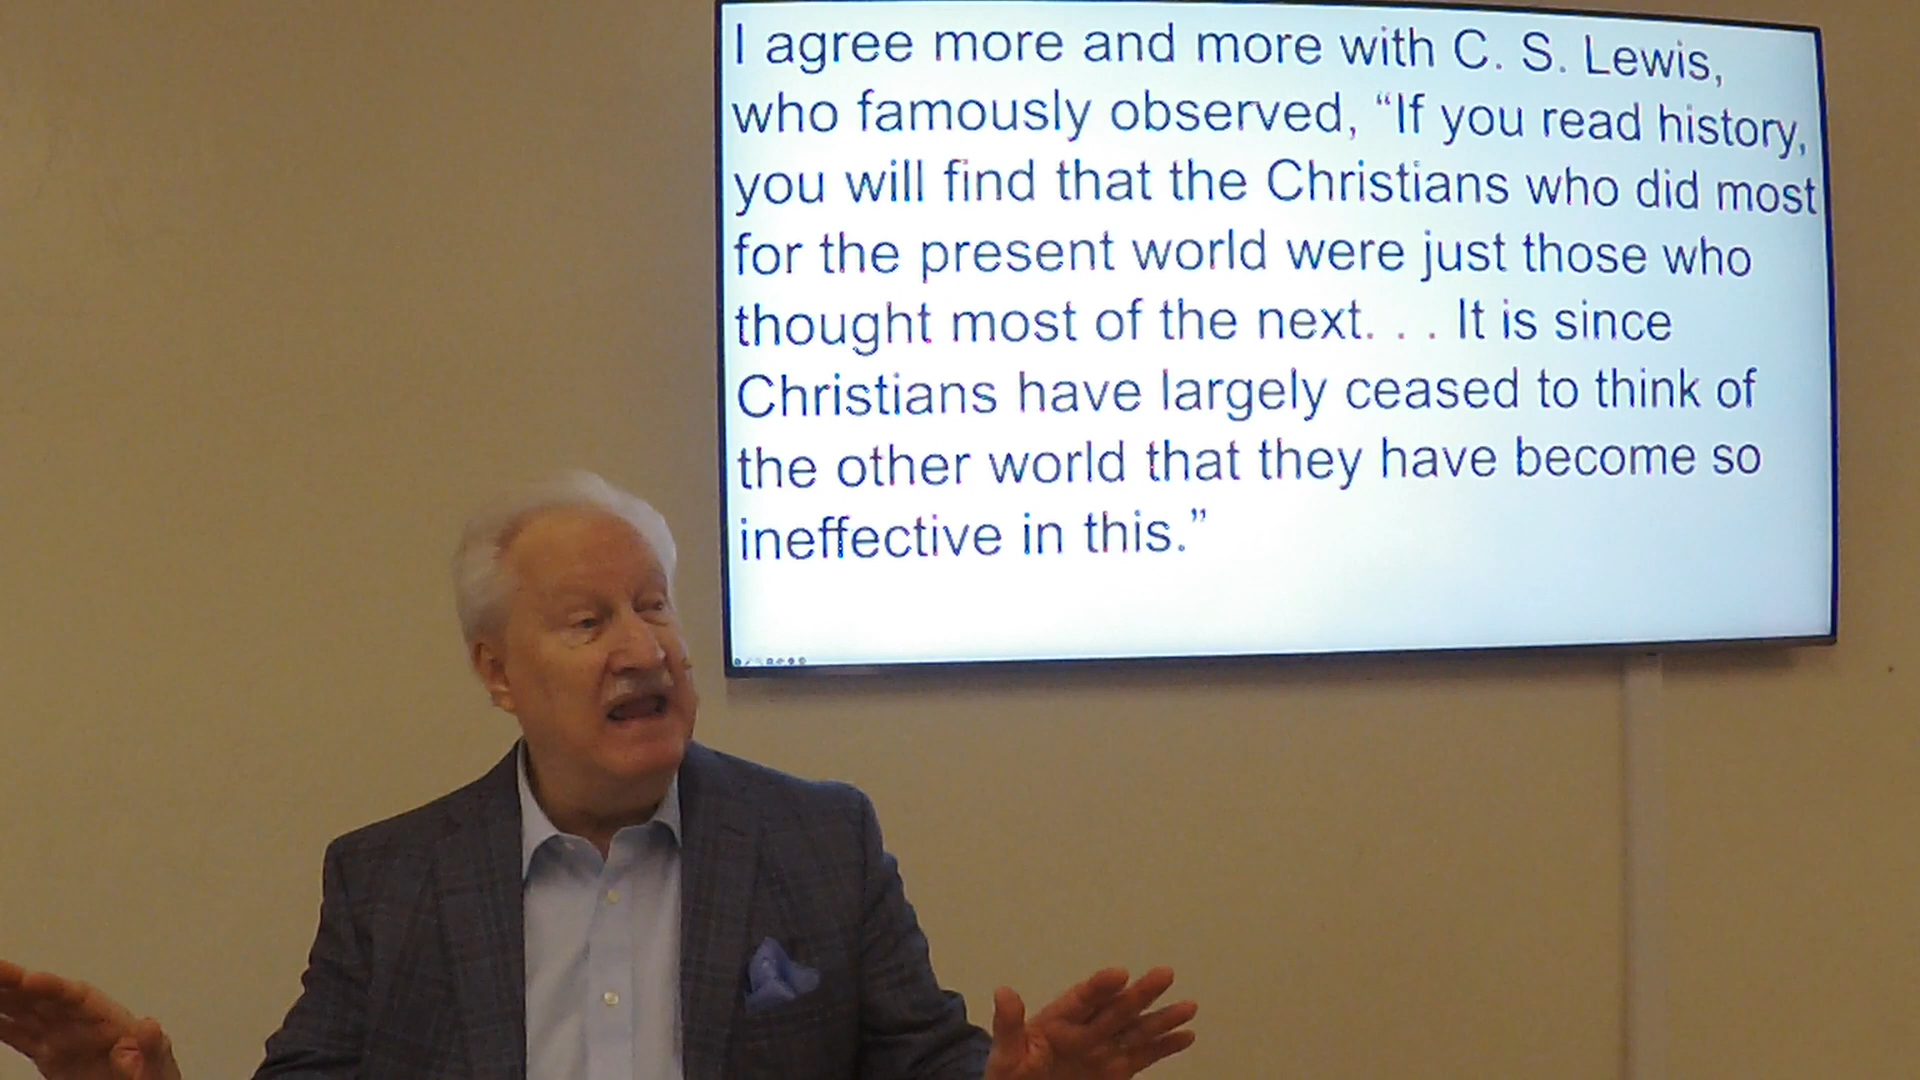 I agree more and more with C. S. Lewis,
who famously observed, “If you read history,
you will find that the Christians who did most
for the present world were just those who
thought most of the next. . . It is since
Christians have largely ceased to think of
the other world that they have become so
ineffective in this.”